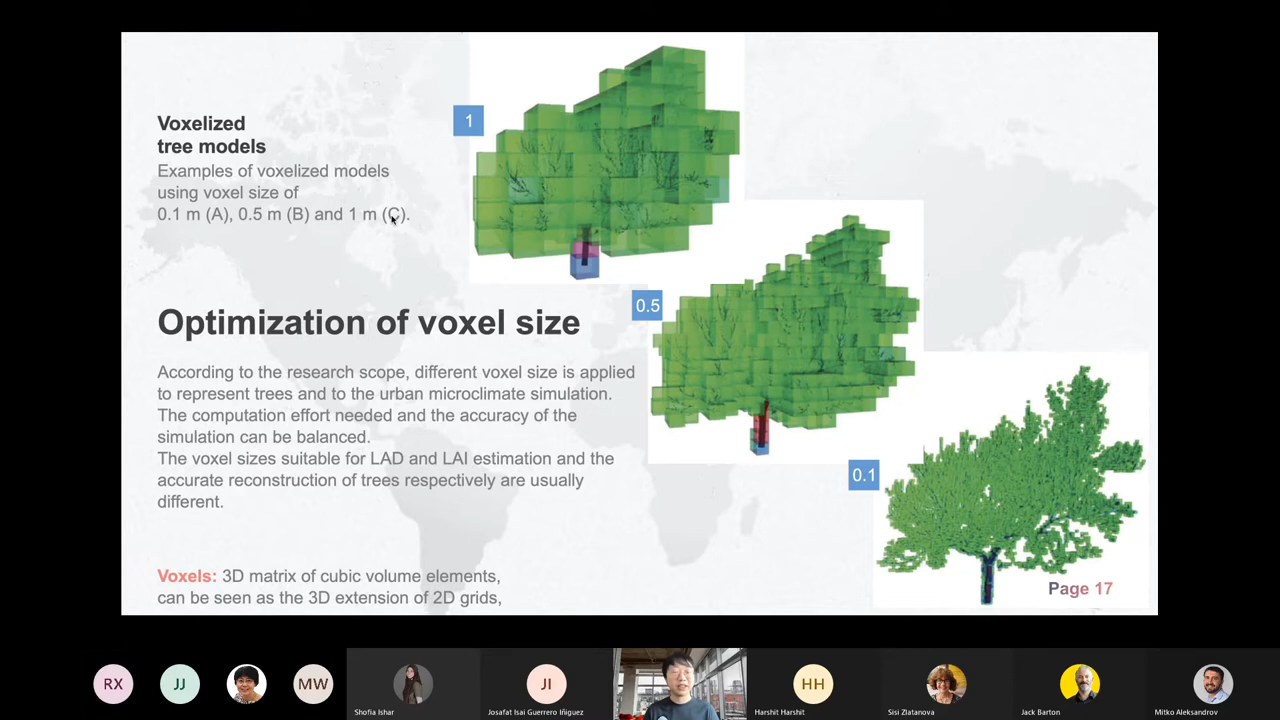 Voxelized
tree models
Examples of voxelized models
using voxel size of
0.1 m (A), 0.5 m (B) and 1 m (C).
1
0.5
0.1
Optimization of voxel size
According to the research scope, different voxel size is applied
to represent trees and to the urban microclimate simulation.
The computation effort needed and the accuracy of the
simulation can be balanced.
The voxel sizes suitable for LAD and LAI estimation and the
accurate reconstruction of trees respectively are usually
different.
Voxels: 3D matrix of cubic volume elements,
can be seen as the 3D extension of 2D grids,
Page 17
RX
JJ
MW
Shofia Ishar
JI
Josafat Isai Guerrero Iñiguez
HH
Harshit Harshit
Sisi Zlatanova
Jack Barton
Mitko Aleksandrov